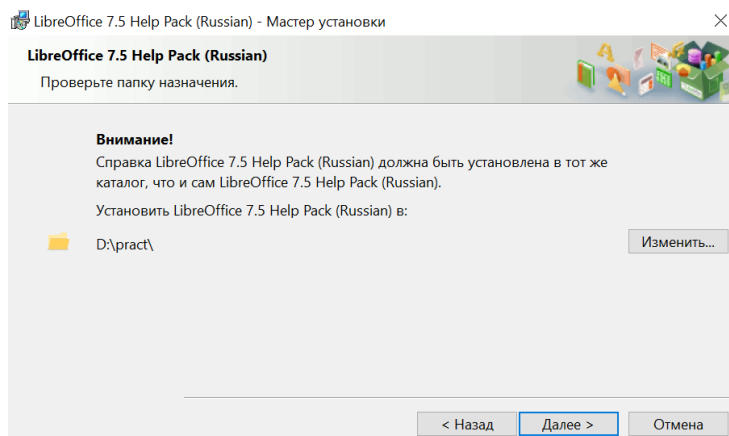 LibreOffice 7.5 Help Pack (Russian) - Мастер установки
LibreOffice 7.5 Help Pack (Russian)
Проверьте папку назначения.
Внимание!
Справка LibreOffice 7.5 Help Pack (Russian) должна быть установлена в тот же
каталог, что и сам LibreOffice 7.5 Help Pack (Russian).
Установить LibreOffice 7.5 Help Pack (Russian) в:
D:\pract\
Изменить...
< Назад
Далее >
Отмена